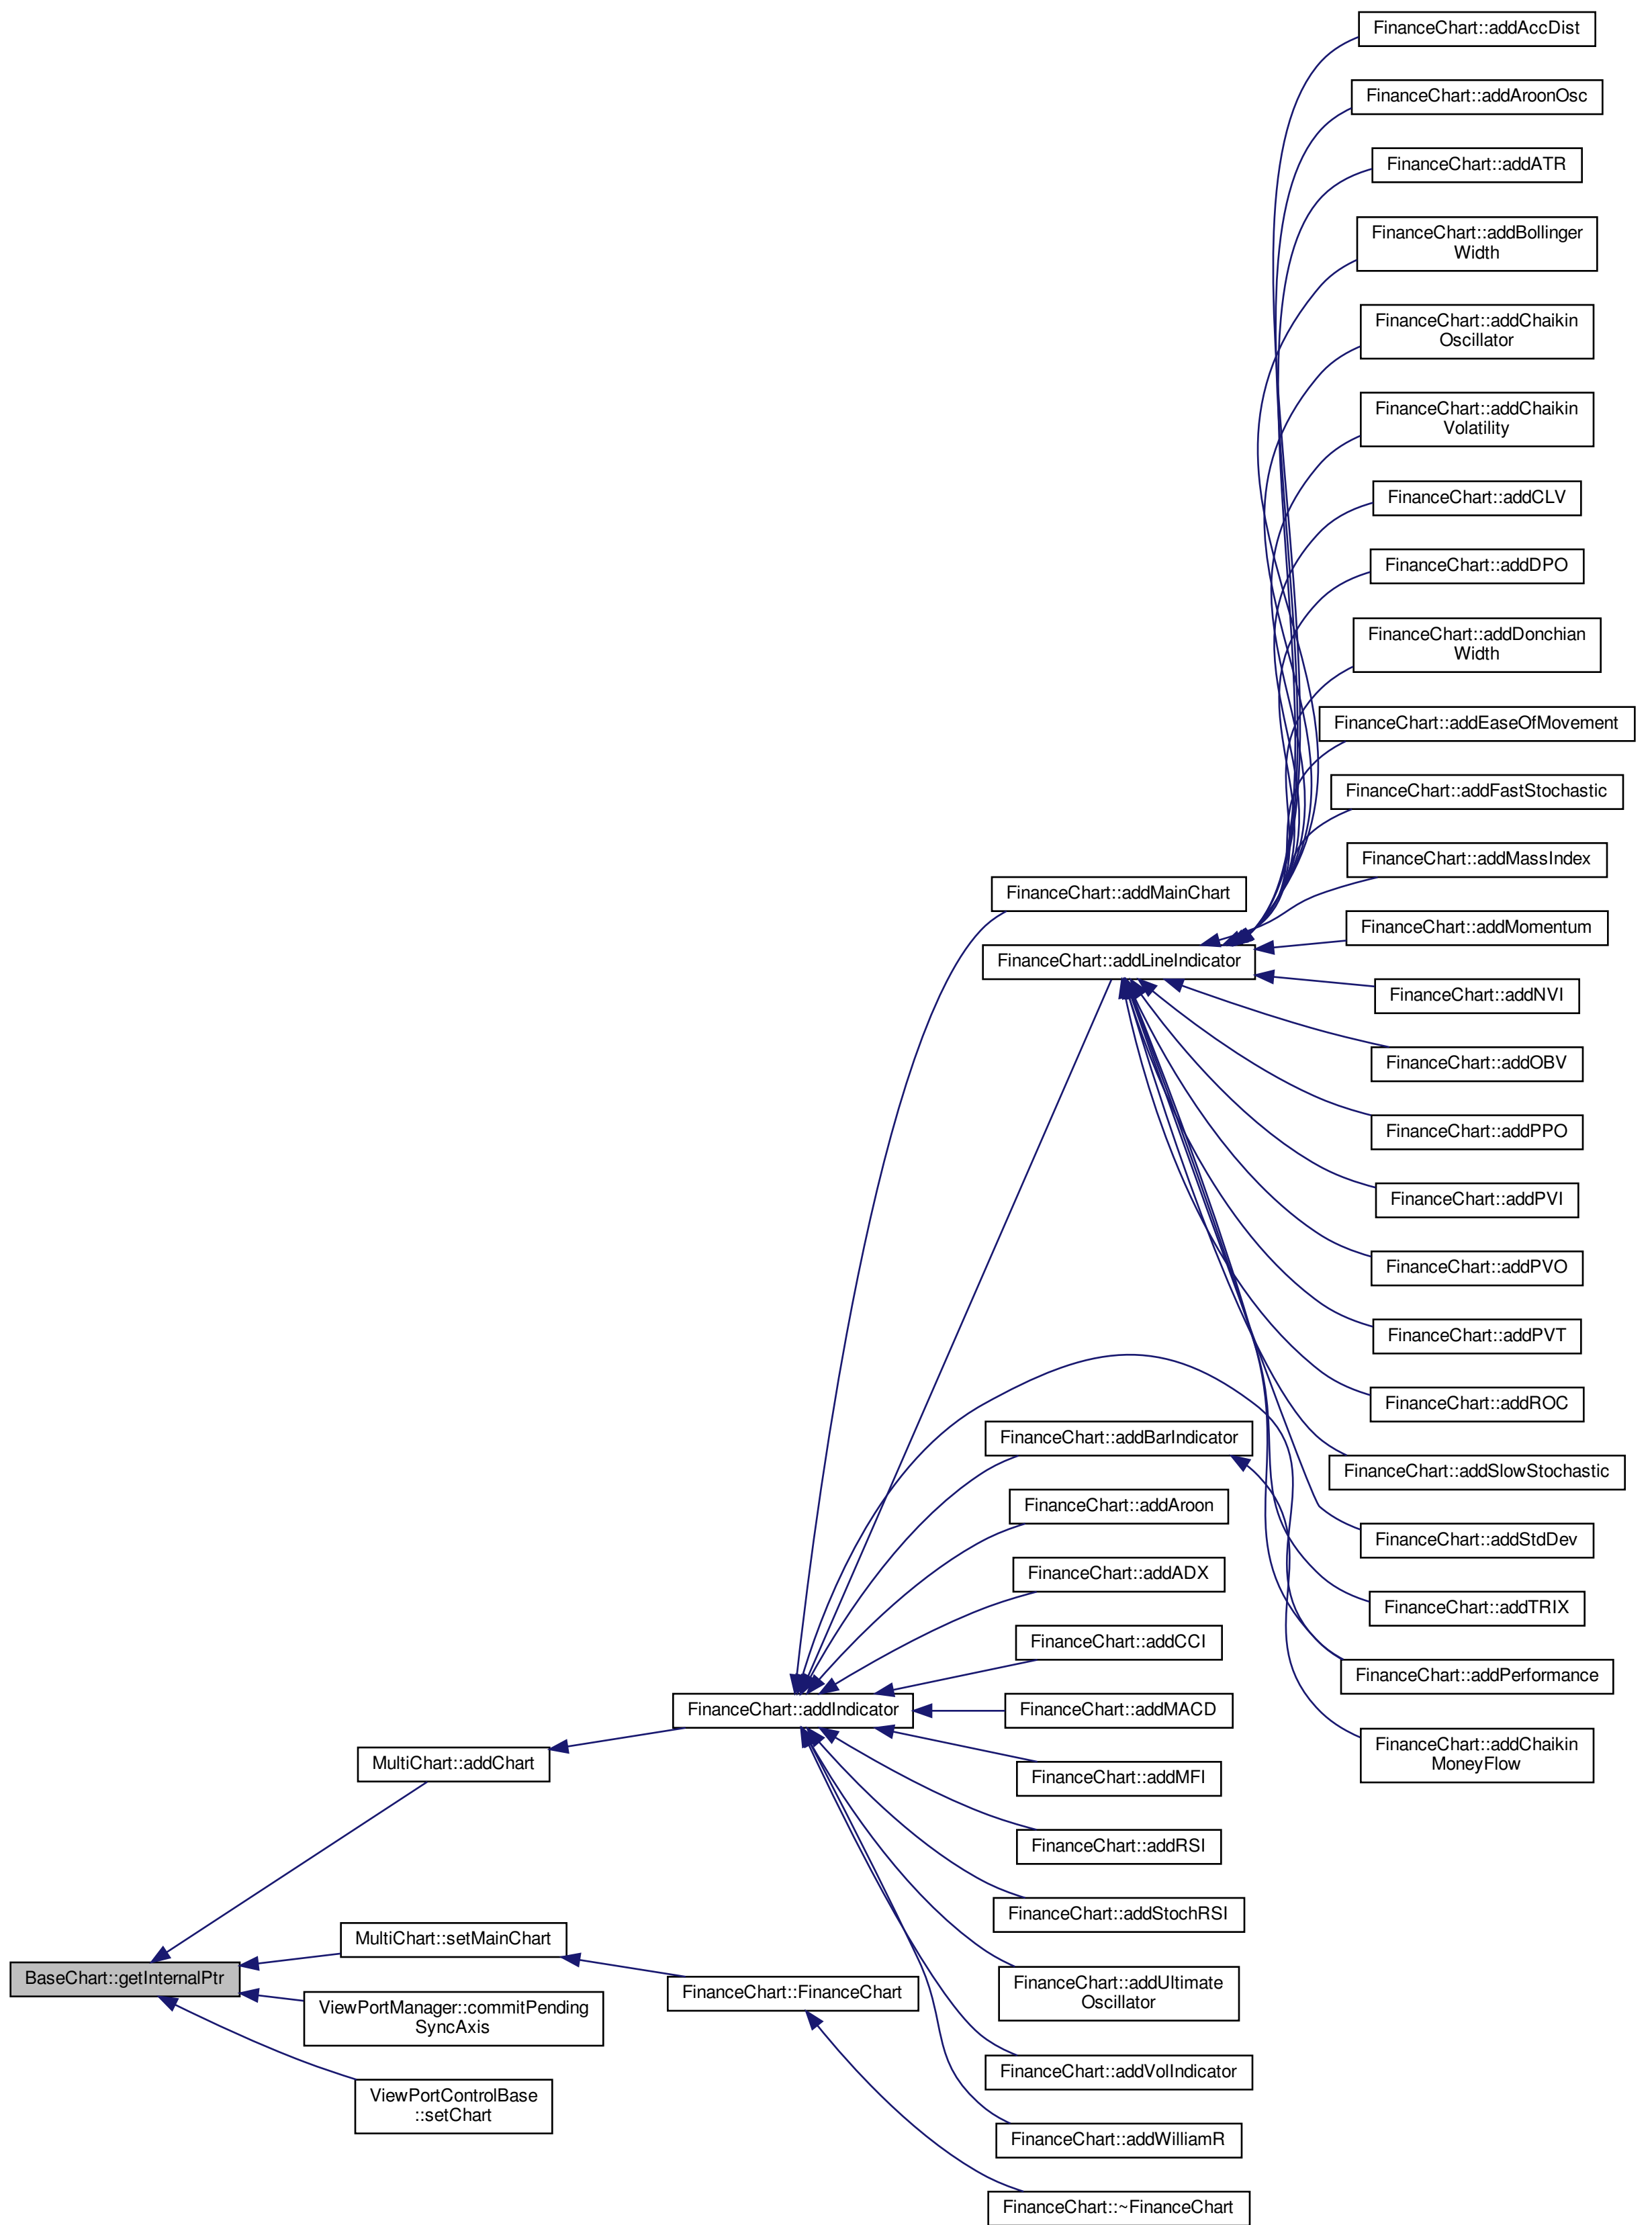 FinanceChart::addAccDist
FinanceChart::addAroonOsc
FinanceChart::addATR
FinanceChart::addBollinger
Width
FinanceChart::addChaikin
Oscillator
FinanceChart::addChaikin
Volatility
FinanceChart::addCLV
FinanceChart::addDPO
FinanceChart::addDonchian
Width
FinanceChart::addEaseOfMovement
FinanceChart::addFastStochastic
FinanceChart::addMassIndex
FinanceChart::addMainChart
FinanceChart::addMomentum
FinanceChart::addLineIndicator
FinanceChart::addNVI
FinanceChart::addOBV
FinanceChart::addPPO
FinanceChart::addPVI
FinanceChart::addPVO
FinanceChart::addPVT
FinanceChart::addROC
FinanceChart::addBarIndicator
FinanceChart::addSlowStochastic
FinanceChart::addAroon
FinanceChart::addStdDev
FinanceChart::addADX
FinanceChart::addTRIX
FinanceChart::addCCI
FinanceChart::addPerformance
FinanceChart::addIndicator
FinanceChart::addMACD
FinanceChart::addChaikin
MoneyFlow
MultiChart::addChart
FinanceChart::addMFI
FinanceChart::addRSI
FinanceChart::addStochRSI
MultiChart::setMainChart
BaseChart::getInternalPtr
FinanceChart::FinanceChart
FinanceChart::addUltimate
Oscillator
ViewPortManager::commitPending
SyncAxis
FinanceChart::addVolIndicator
ViewPortControlBase
::setChart
FinanceChart::addWilliamR
FinanceChart::~FinanceChart